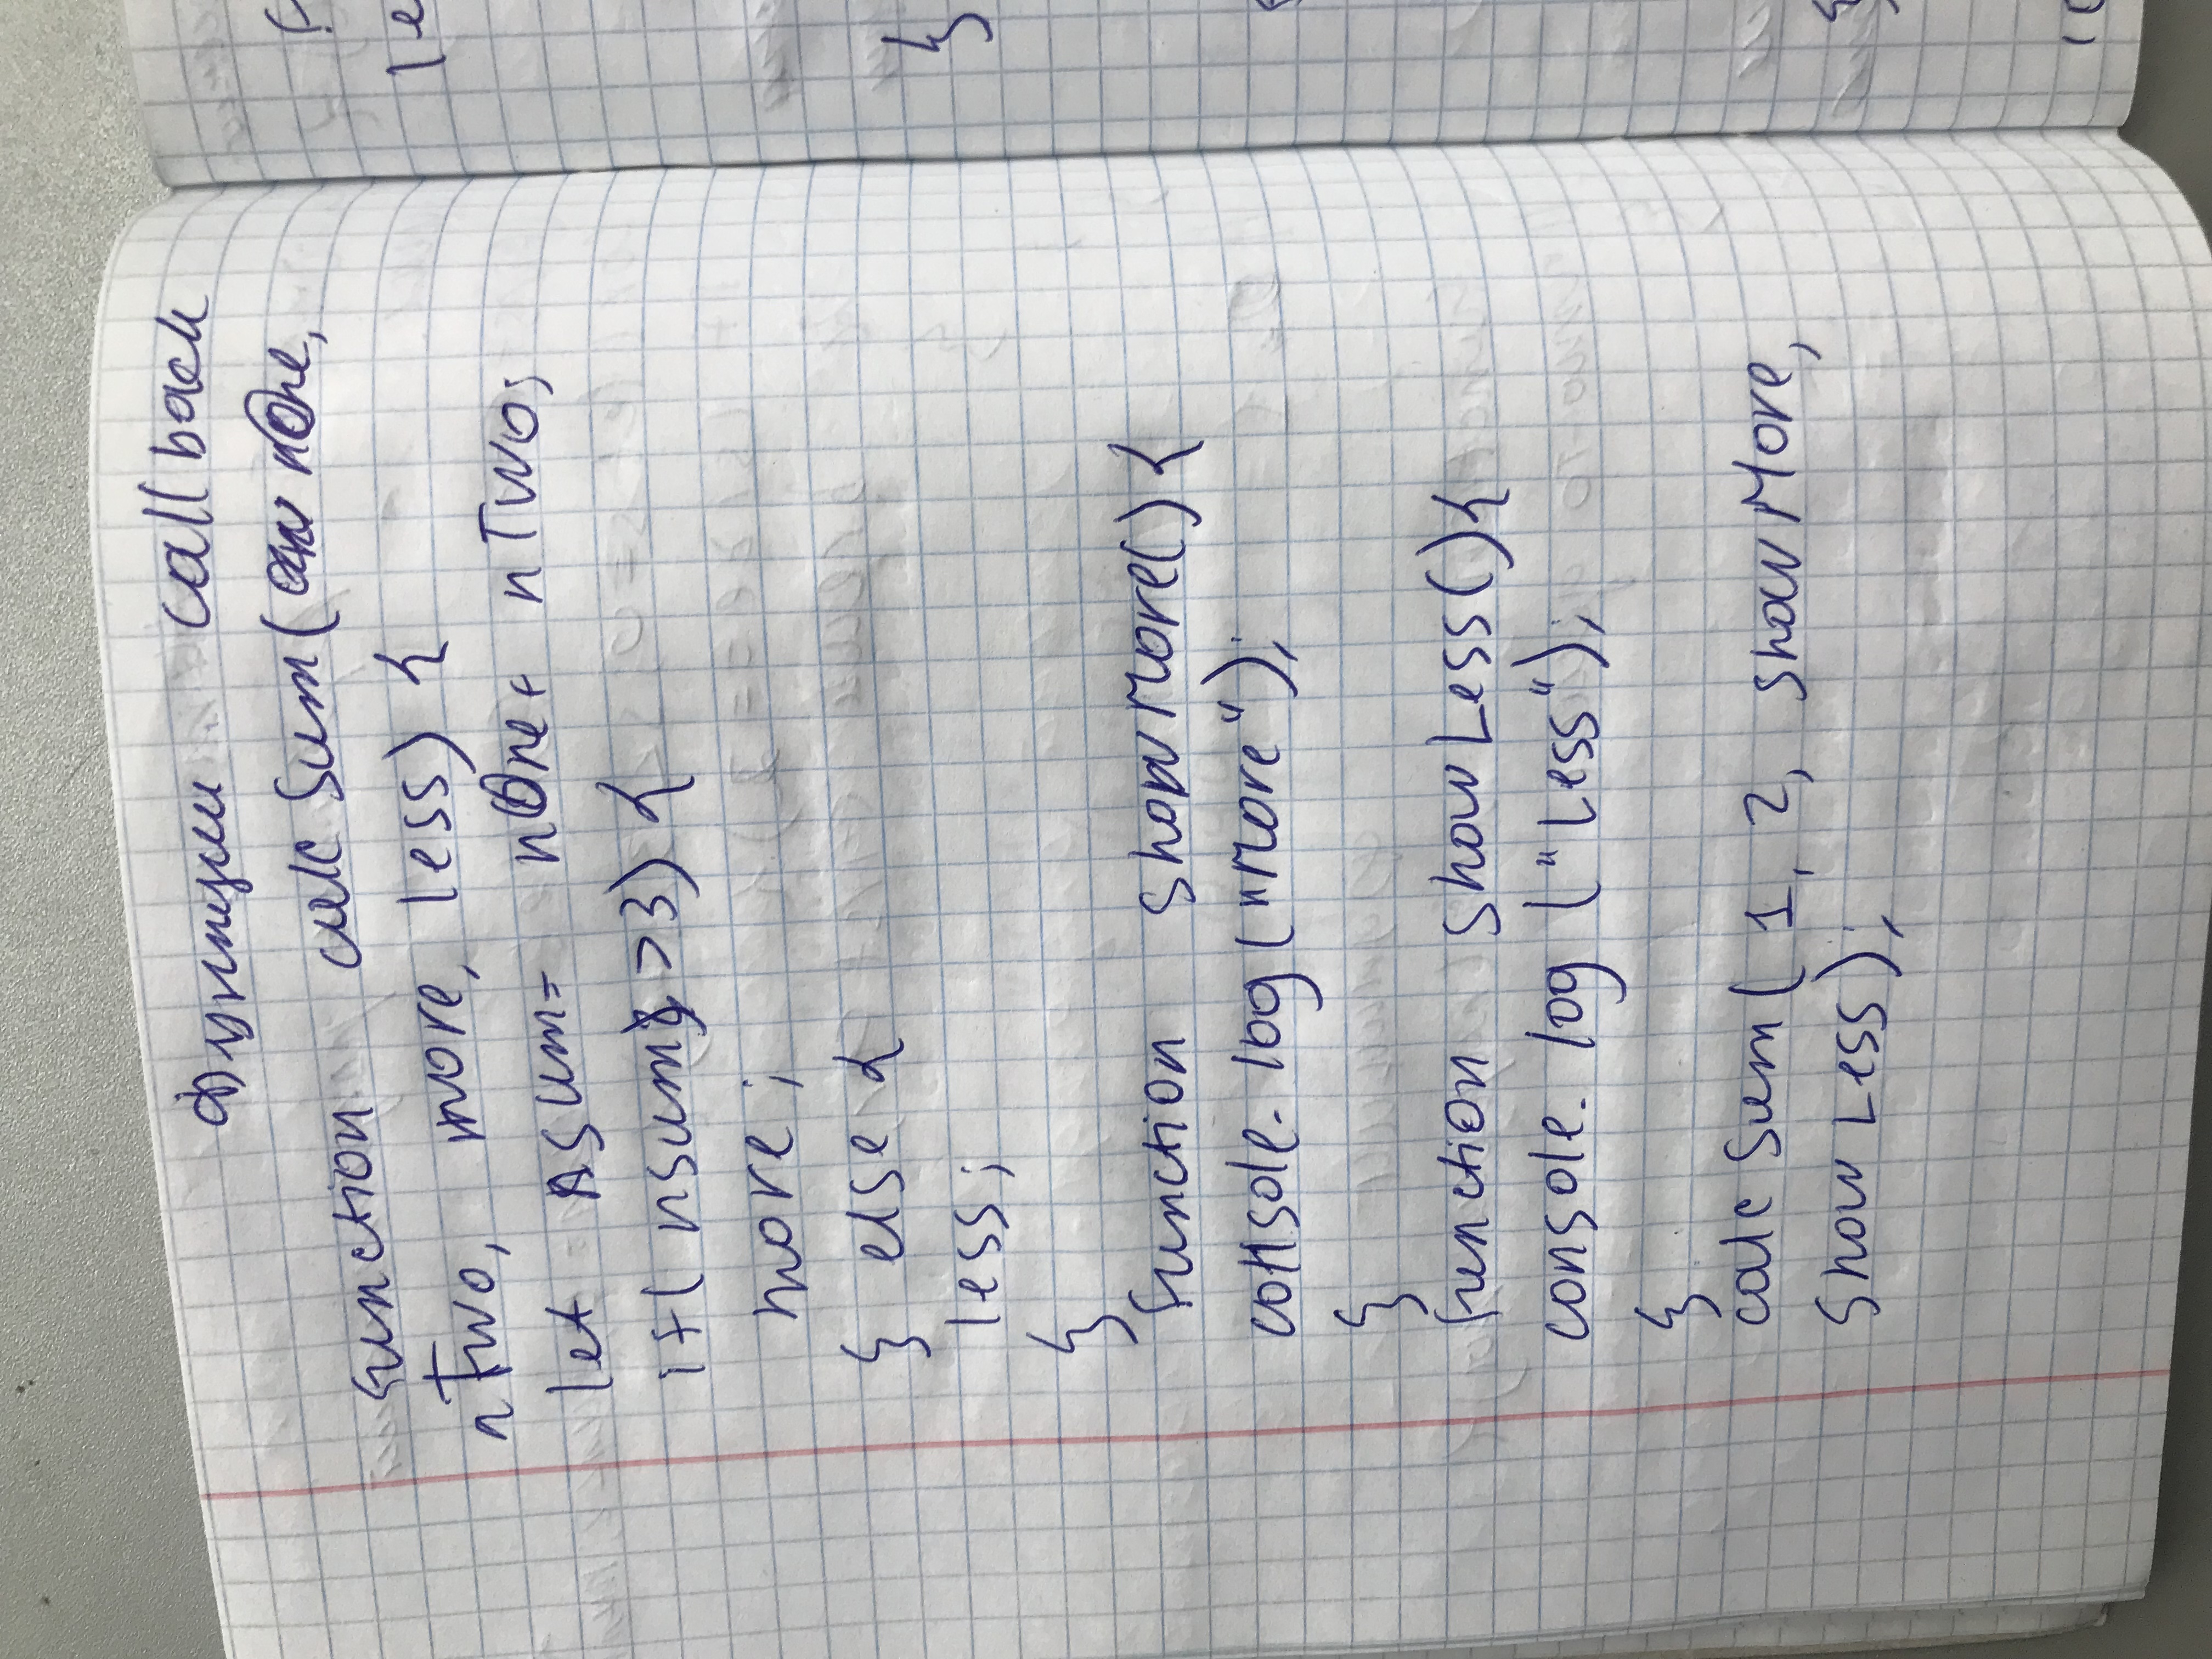 Функции callback
function calcSum(nOne,
nTwo, more, less) {
let nsum= nOne+ nTwo;
if( nsum >3) {
more;
} else {
less;
}
function showMore() {
console. log("More");
}
function showLess(){
console. log ("Less");
}
calcSum( 1, 2, showMore,
showLess);